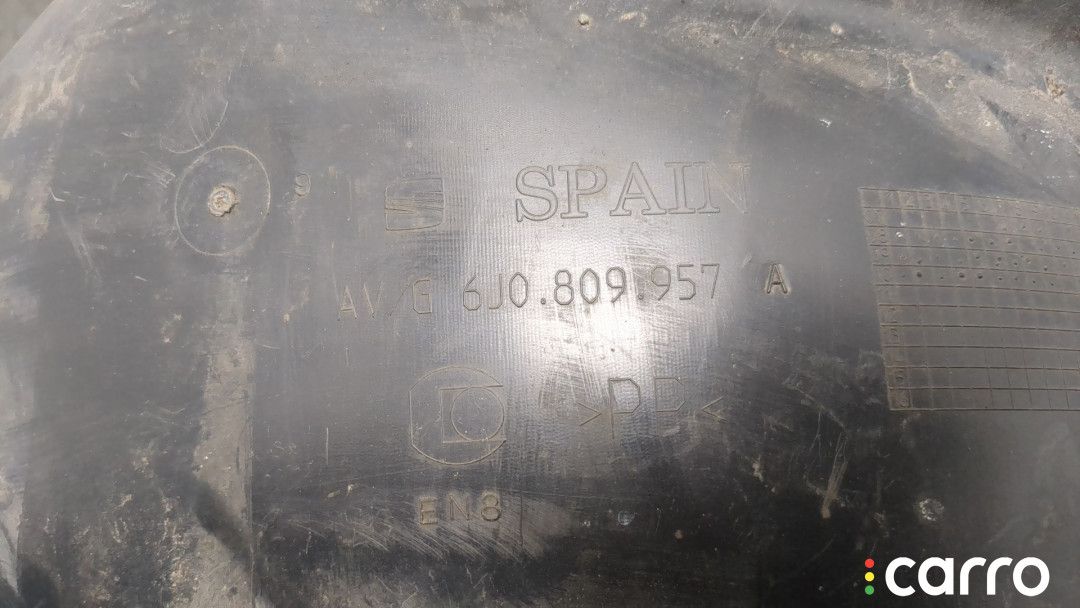 SPAIN
AV/G 6J0.809.957 A
>PP<
EN8
carro